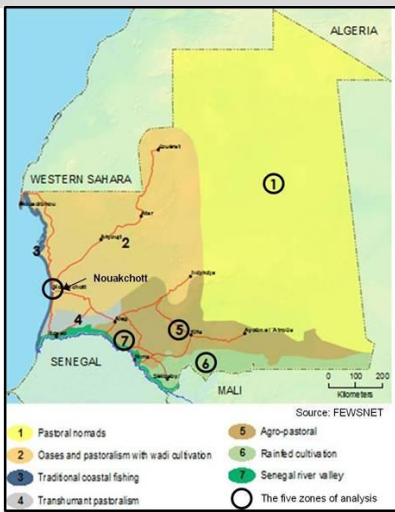 ALGERIA
WESTERN SAHARA
1
2
3
Nouakchott
4
5
7
6
SENEGAL
MALI
0 100 200
Kilometers
Source: FEWSNET
1 Pastoral nomads
2 Oases and pastoralism with wadi cultivation
3 Traditional coastal fishing
4 Transhumant pastoralism
5 Agro-pastoral
6 Rainfed cultivation
7 Senegal river valley
The five zones of analysis